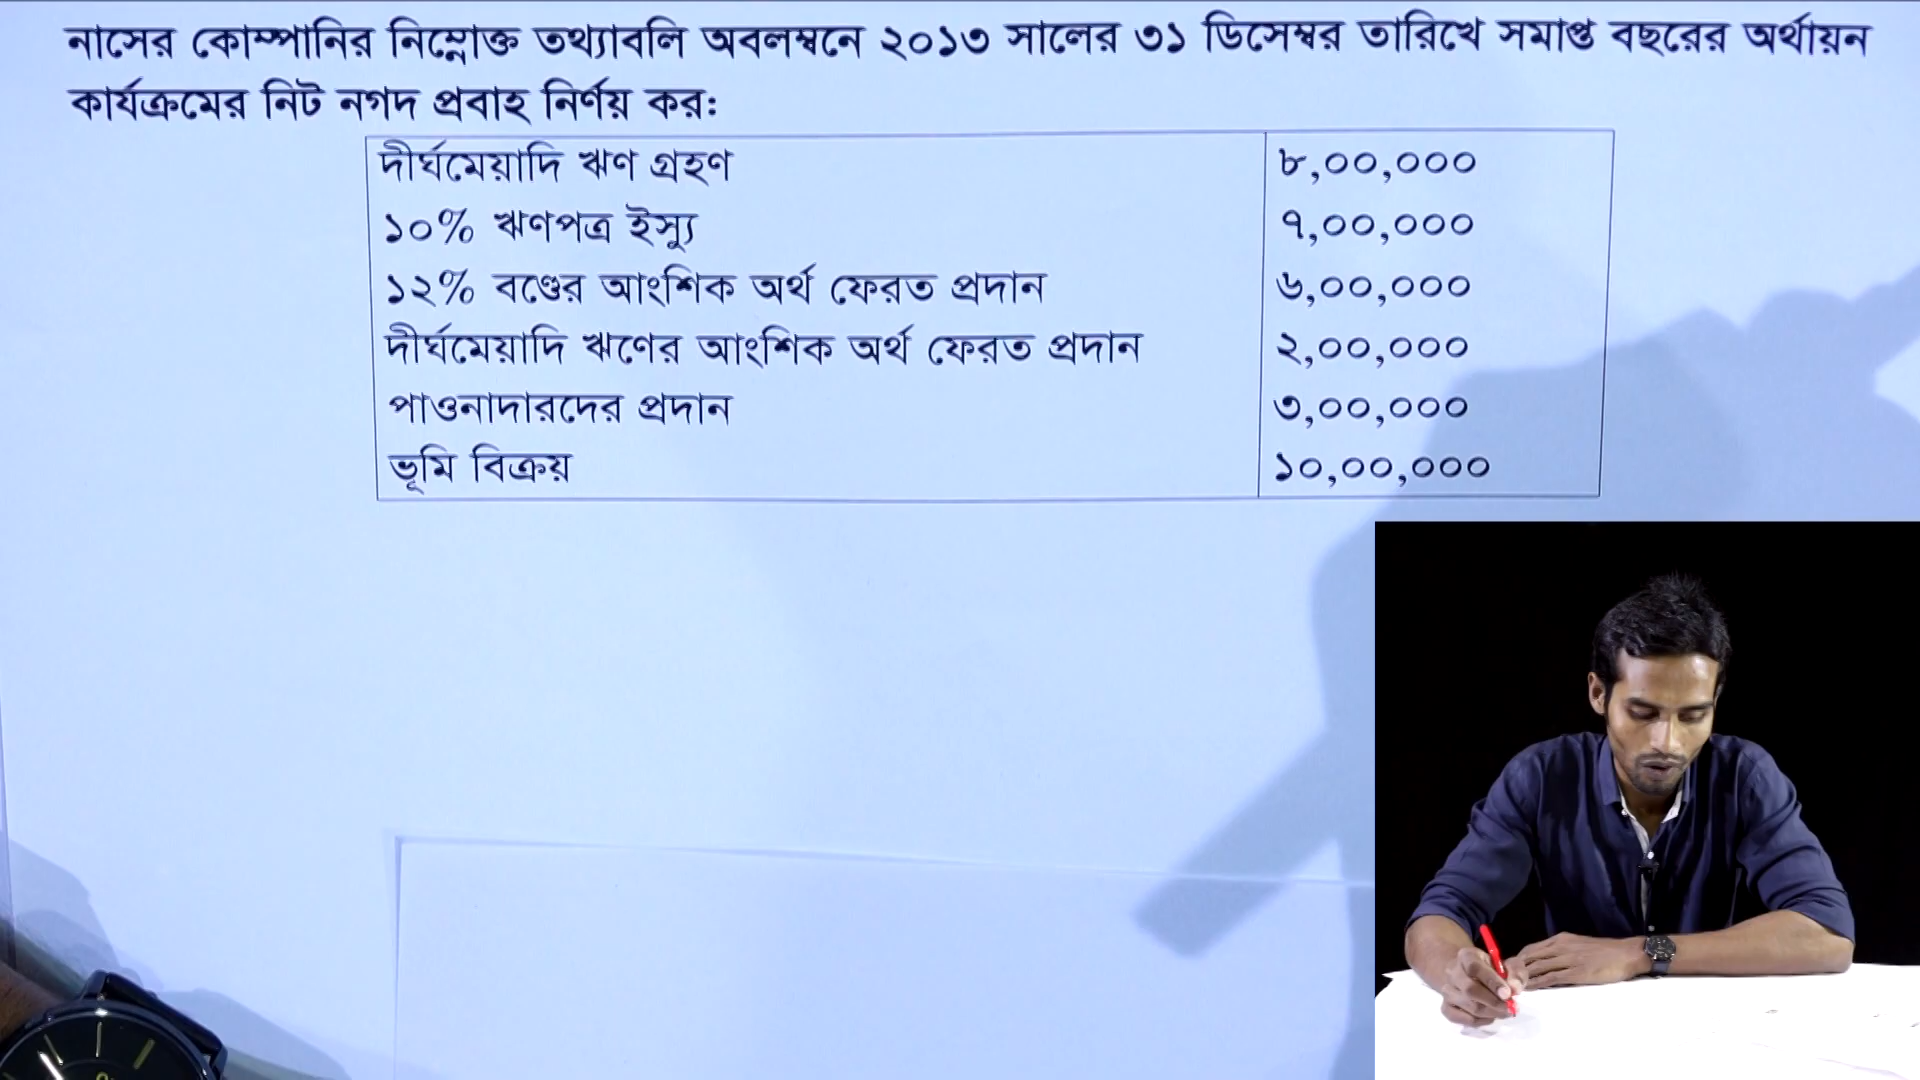 নাসের কোম্পানির নিম্নোক্ত তথ্যাবলি অবলম্বনে ২০১৩ সালের ৩১ ডিসেম্বর তারিখে সমাপ্ত বছরের অর্থায়ন
কার্যক্রমের নিট নগদ প্রবাহ নির্ণয় কর:
দীর্ঘমেয়াদি ঋণ গ্রহণ ৮,০০,০০০
১০% ঋণপত্র ইস্যু ৭,০০,০০০
১২% বণ্ডের আংশিক অর্থ ফেরত প্রদান ৬,০০,০০০
দীর্ঘমেয়াদি ঋণের আংশিক অর্থ ফেরত প্রদান ২,০০,০০০
পাওনাদারদের প্রদান ৩,০০,০০০
ভূমি বিক্রয় ১০,০০,০০০